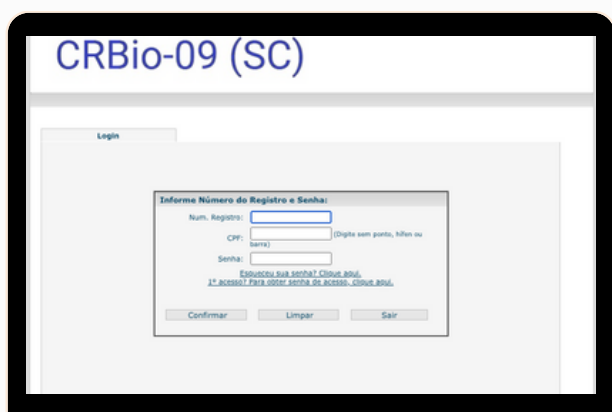 CRBio-09 (SC)
Login
Informe Número do Registro e Senha:
Num. Registro:
CPF: (Digite sem ponto, hífen ou
barra)
Senha:
Esqueceu sua senha? Clique aqui.
1º acesso? Para obter senha de acesso, clique aqui.
Confirmar Limpar Sair